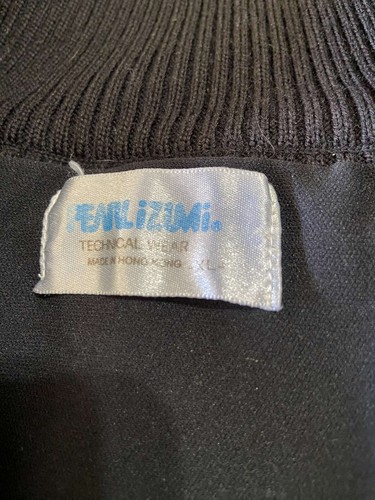 PEARL iZUMi®
TECHNICAL WEAR
MADE IN HONG KONG -XL-